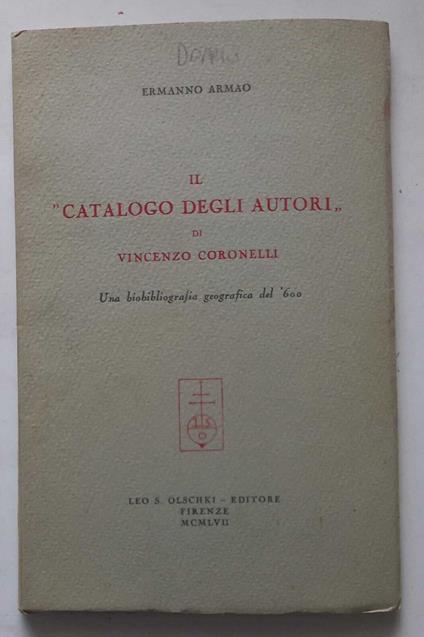 ERMANNO ARMAO
IL
"CATALOGO DEGLI AUTORI„
DI
VINCENZO CORONELLI
Una biobibliografia geografica del '600
LEO S. OLSCHKI - EDITORE
FIRENZE
MCMLVII